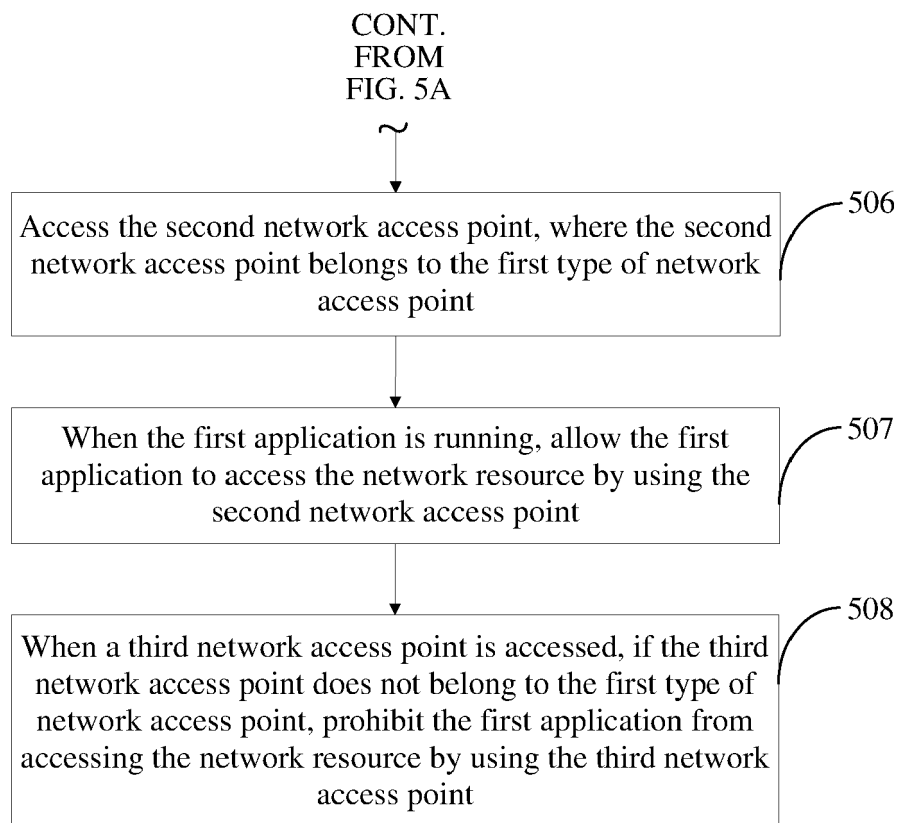 CONT.
FROM
FIG. 5A
Access the second network access point, where the second
network access point belongs to the first type of network
access point
506
When the first application is running, allow the first
application to access the network resource by using the
second network access point
507
When a third network access point is accessed, if the third
network access point does not belong to the first type of
network access point, prohibit the first application from
accessing the network resource by using the third network
access point
508